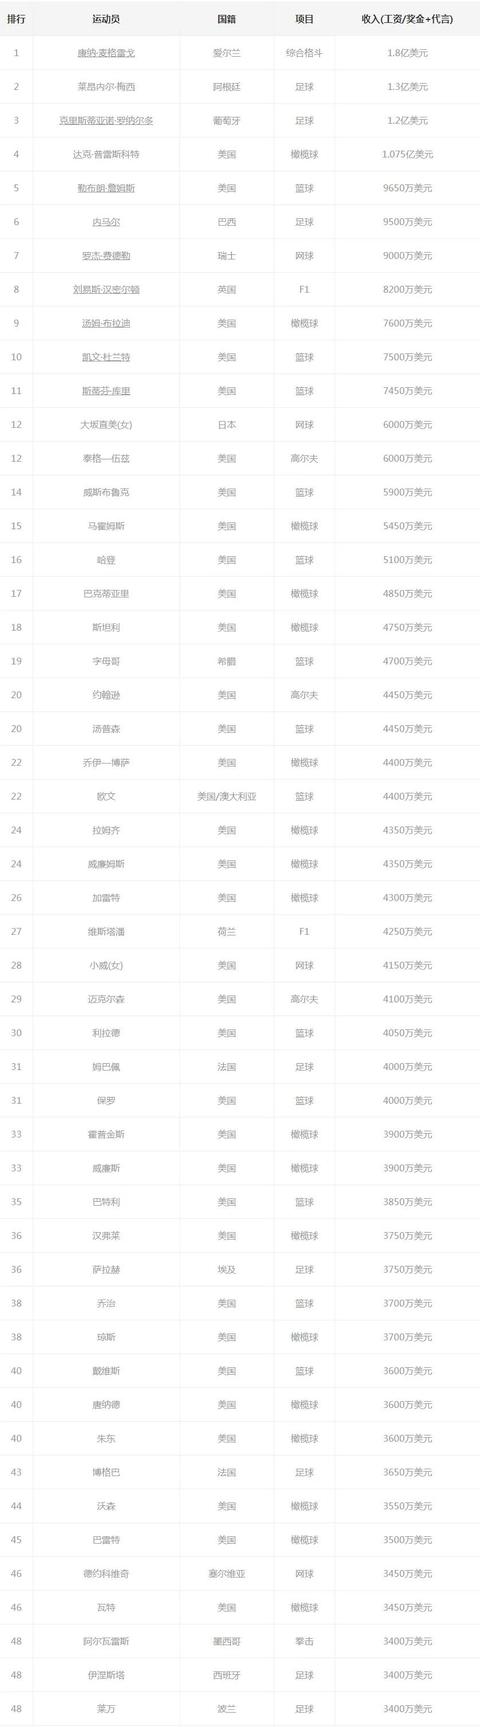 排行 运动员 国籍 项目 收入(工资/奖金+代言)
1 康纳·麦格雷戈 爱尔兰 综合格斗 1.8亿美元
2 莱昂内尔·梅西 阿根廷 足球 1.3亿美元
3 克里斯蒂亚诺·罗纳尔多 葡萄牙 足球 1.2亿美元
4 达克·普雷斯科特 美国 橄榄球 1.075亿美元
5 勒布朗·詹姆斯 美国 篮球 9650万美元
6 内马尔 巴西 足球 9500万美元
7 罗杰·费德勒 瑞士 网球 9000万美元
8 刘易斯·汉密尔顿 英国 F1 8200万美元
9 汤姆·布拉迪 美国 橄榄球 7600万美元
10 凯文·杜兰特 美国 篮球 7500万美元
11 斯蒂芬·库里 美国 篮球 7450万美元
12 大坂直美(女) 日本 网球 6000万美元
12 泰格—伍兹 美国 高尔夫 6000万美元
14 威斯布鲁克 美国 篮球 5900万美元
15 马霍姆斯 美国 橄榄球 5450万美元
16 哈登 美国 篮球 5100万美元
17 巴克蒂亚里 美国 橄榄球 4850万美元
18 斯坦利 美国 橄榄球 4750万美元
19 字母哥 希腊 篮球 4700万美元
20 约翰逊 美国 高尔夫 4450万美元
20 汤普森 美国 篮球 4450万美元
22 乔伊—博萨 美国 橄榄球 4400万美元
22 欧文 美国/澳大利亚 篮球 4400万美元
24 拉姆齐 美国 橄榄球 4350万美元
24 威廉姆斯 美国 橄榄球 4350万美元
26 加雷特 美国 橄榄球 4300万美元
27 维斯塔潘 荷兰 F1 4250万美元
28 小威(女) 美国 网球 4150万美元
29 迈克尔森 美国 高尔夫 4100万美元
30 利拉德 美国 篮球 4050万美元
31 姆巴佩 法国 足球 4000万美元
31 保罗 美国 篮球 4000万美元
33 霍普金斯 美国 橄榄球 3900万美元
33 威廉斯 美国 橄榄球 3900万美元
35 巴特利 美国 篮球 3850万美元
36 汉弗莱 美国 橄榄球 3750万美元
36 萨拉赫 埃及 足球 3750万美元
38 乔治 美国 篮球 3700万美元
38 琼斯 美国 橄榄球 3700万美元
40 戴维斯 美国 篮球 3600万美元
40 唐纳德 美国 橄榄球 3600万美元
40 朱东 美国 橄榄球 3600万美元
43 博格巴 法国 足球 3650万美元
44 沃森 美国 橄榄球 3550万美元
45 巴雷特 美国 橄榄球 3500万美元
46 德约科维奇 塞尔维亚 网球 3450万美元
46 瓦特 美国 橄榄球 3450万美元
48 阿尔瓦雷斯 墨西哥 拳击 3400万美元
48 伊涅斯塔 西班牙 足球 3400万美元
48 莱万 波兰 足球 3400万美元